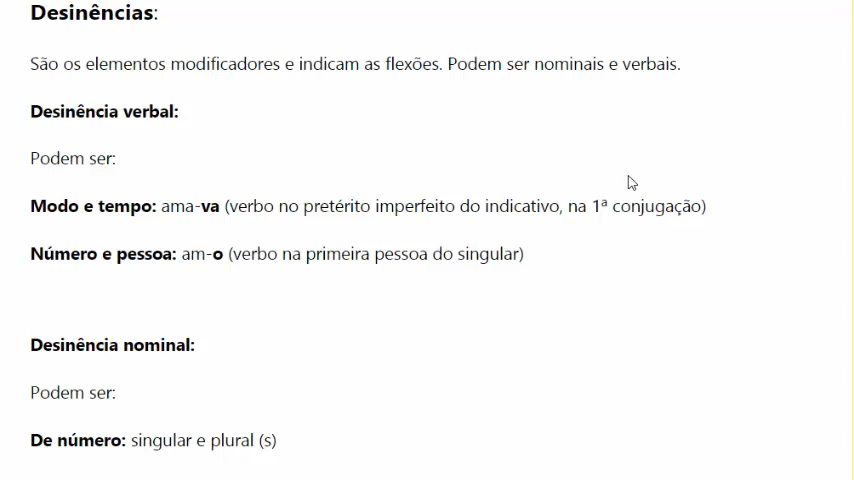 Desinências:
São os elementos modificadores e indicam as flexões. Podem ser nominais e verbais.
Desinência verbal:
Podem ser:
Modo e tempo: ama-va (verbo no pretérito imperfeito do indicativo, na 1ª conjugação)
Número e pessoa: am-o (verbo na primeira pessoa do singular)
Desinência nominal:
Podem ser:
De número: singular e plural (s)